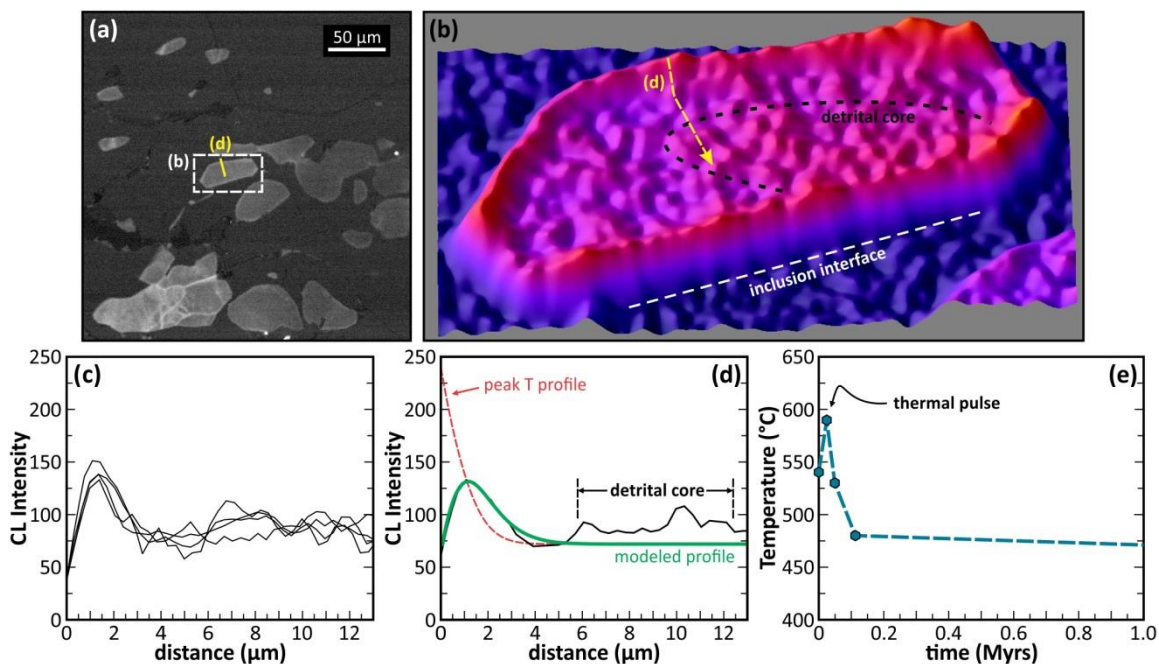 (a)
50 µm
(d)
(b)
(b)
(d)
detrital core
inclusion interface
(c)
CL Intensity
250
200
150
100
50
0
0 2 4 6 8 10 12
distance (µm)
(d)
CL Intensity
250
200
150
100
50
0
peak T profile
detrital core
modeled profile
0 2 4 6 8 10 12
distance (µm)
(e)
Temperature (°C)
650
600
550
500
450
400
thermal pulse
0 0.2 0.4 0.6 0.8 1.0
time (Myrs)